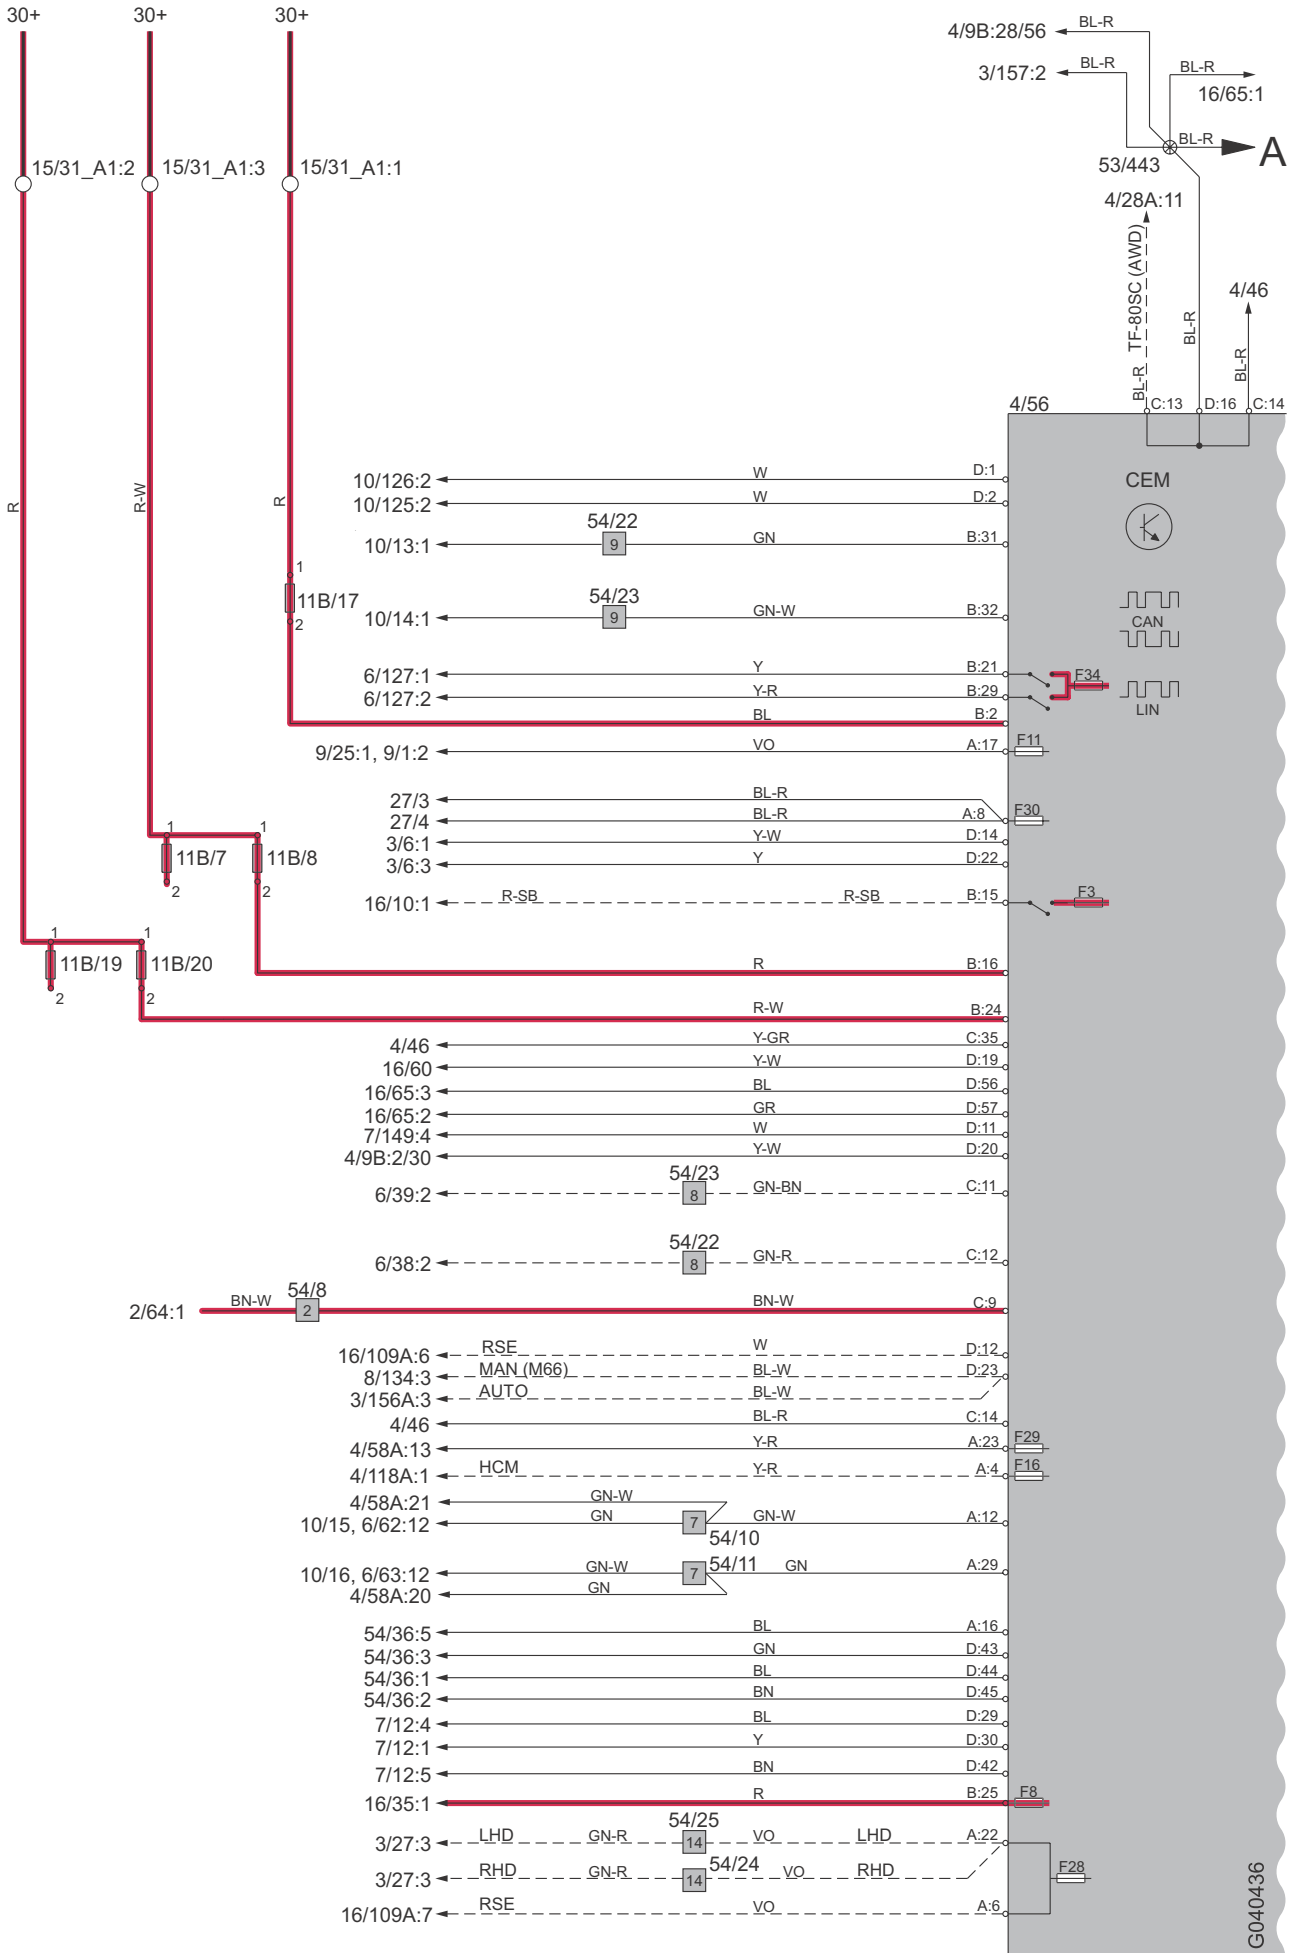 30+ 30+ 30+
4/9B:28/56 BL-R
3/157:2 BL-R BL-R
16/65:1
BL-R A
53/443
15/31_A1:2 15/31_A1:3 15/31_A1:1
4/28A:11
TF-80SC (AWD)
4/46
BL-R BL-R BL-R
4/56 C:13 D:16 C:14
R R-W R
CEM
10/126:2 W D:1
10/125:2 W D:2
54/22
10/13:1 9 GN B:31
1
11B/17
2
54/23
10/14:1 9 GN-W B:32
CAN
6/127:1 Y B:21 F34
6/127:2 Y-R B:29
LIN
BL B:2
9/25:1, 9/1:2 VO A:17 F11
27/3 BL-R
27/4 BL-R A:8 F30
3/6:1 Y-W D:14
3/6:3 Y D:22
1 1
11B/7 11B/8
2 2
16/10:1 R-SB R-SB B:15 F3
1 1
11B/19 11B/20
2 2
R B:16
R-W B:24
4/46 Y-GR C:35
16/60 Y-W D:19
16/65:3 BL D:56
16/65:2 GR D:57
7/149:4 W D:11
4/9B:2/30 Y-W D:20
54/23
6/39:2 8 GN-BN C:11
54/22
6/38:2 8 GN-R C:12
54/8
2/64:1 BN-W 2 BN-W C:9
16/109A:6 RSE W D:12
8/134:3 MAN (M66) BL-W D:23
3/156A:3 AUTO BL-W
4/46 BL-R C:14
4/58A:13 Y-R A:23 F29
4/118A:1 HCM Y-R A:4 F16
4/58A:21 GN-W
10/15, 6/62:12 GN 7 GN-W A:12
54/10
54/11
10/16, 6/63:12 GN-W 7 GN A:29
4/58A:20 GN
54/36:5 BL A:16
54/36:3 GN D:43
54/36:1 BL D:44
54/36:2 BN D:45
7/12:4 BL D:29
7/12:1 Y D:30
7/12:5 BN D:42
16/35:1 R B:25 F8
54/25
3/27:3 LHD GN-R 14 VO LHD A:22
54/24
3/27:3 RHD GN-R 14 VO RHD F28
16/109A:7 RSE VO A:6
G040436